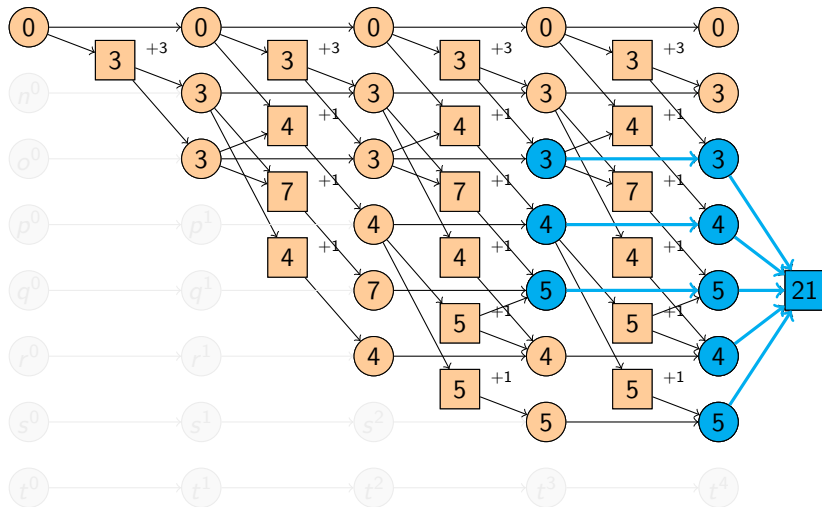 0 0 0 0 0
3 +3 3 3 +3 3 +3
n⁰ 3 3 3 3
4 +1 4 +1 4
o⁰ 3 3 3 3
7 +1 7 +1 7 +1
p⁰ p¹ 4 4 4
4 +1 4 4 +1
q⁰ q¹ 7 5 5 21
5 +1 5 +1
r⁰ r¹ 4 4 4
5 +1 5 +1
s⁰ s¹ s² 5 5
t⁰ t¹ t² t³ t⁴